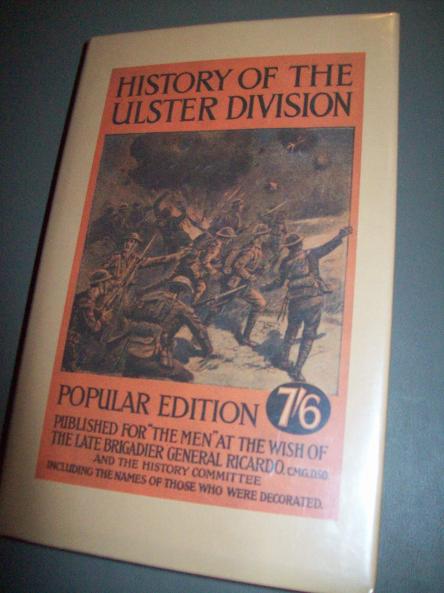 HISTORY OF THE
ULSTER DIVISION
POPULAR EDITION 7/6
PUBLISHED FOR "THE MEN" AT THE WISH OF
THE LATE BRIGADIER GENERAL RICARDO. C.M.G. D.S.O.
AND THE HISTORY COMMITTEE
INCLUDING THE NAMES OF THOSE WHO WERE DECORATED.